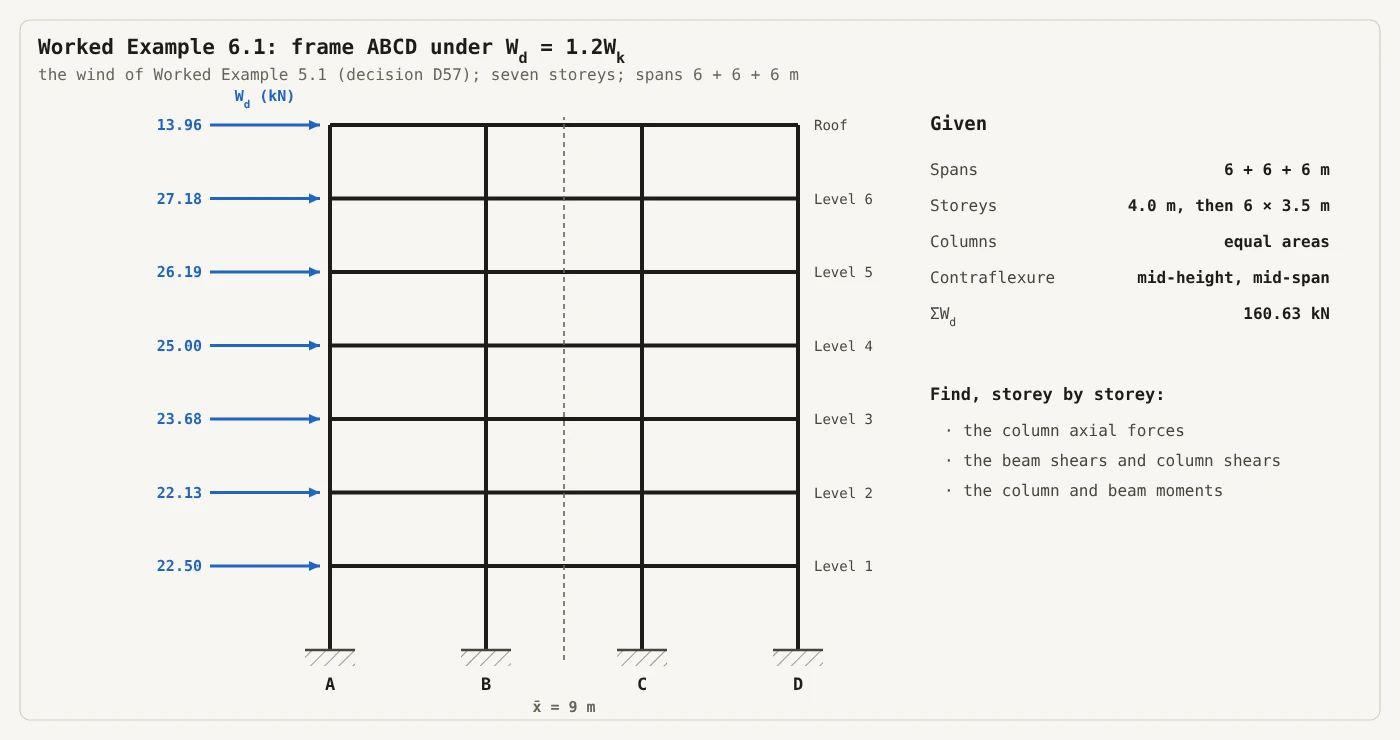 Worked Example 6.1: frame ABCD under Wd = 1.2Wk
the wind of Worked Example 5.1 (decision D57); seven storeys; spans 6 + 6 + 6 m
Wd (kN)
13.96
Roof
27.18
Level 6
26.19
Level 5
25.00
Level 4
23.68
Level 3
22.13
Level 2
22.50
Level 1
A
B
C
D
x̄ = 9 m
Given
Spans 6 + 6 + 6 m
Storeys 4.0 m, then 6 × 3.5 m
Columns equal areas
Contraflexure mid-height, mid-span
ΣWd 160.63 kN
Find, storey by storey:
· the column axial forces
· the beam shears and column shears
· the column and beam moments